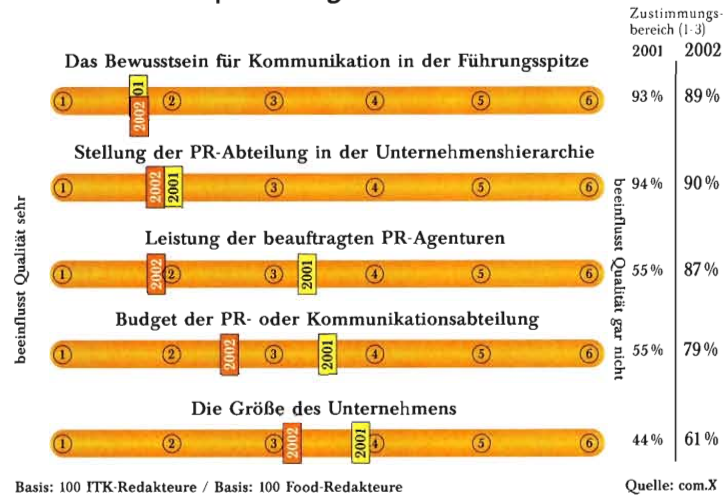 Zustimmungs-
bereich (1-3)
2001 2002
Das Bewusstsein für Kommunikation in der Führungsspitze
1 2 3 4 5 6
01
2002
93 % 89 %
Stellung der PR-Abteilung in der Unternehmenshierarchie
1 2 3 4 5 6
2002 2001
94 % 90 %
Leistung der beauftragten PR-Agenturen
1 2 3 4 5 6
2002 2001
55 % 87 %
Budget der PR- oder Kommunikationsabteilung
1 2 3 4 5 6
2002 2001
55 % 79 %
Die Größe des Unternehmens
1 2 3 4 5 6
2002 2001
44 % 61 %
beeinflusst Qualität sehr
beeinflusst Qualität gar nicht
Basis: 100 ITK-Redakteure / Basis: 100 Food-Redakteure
Quelle: com.X